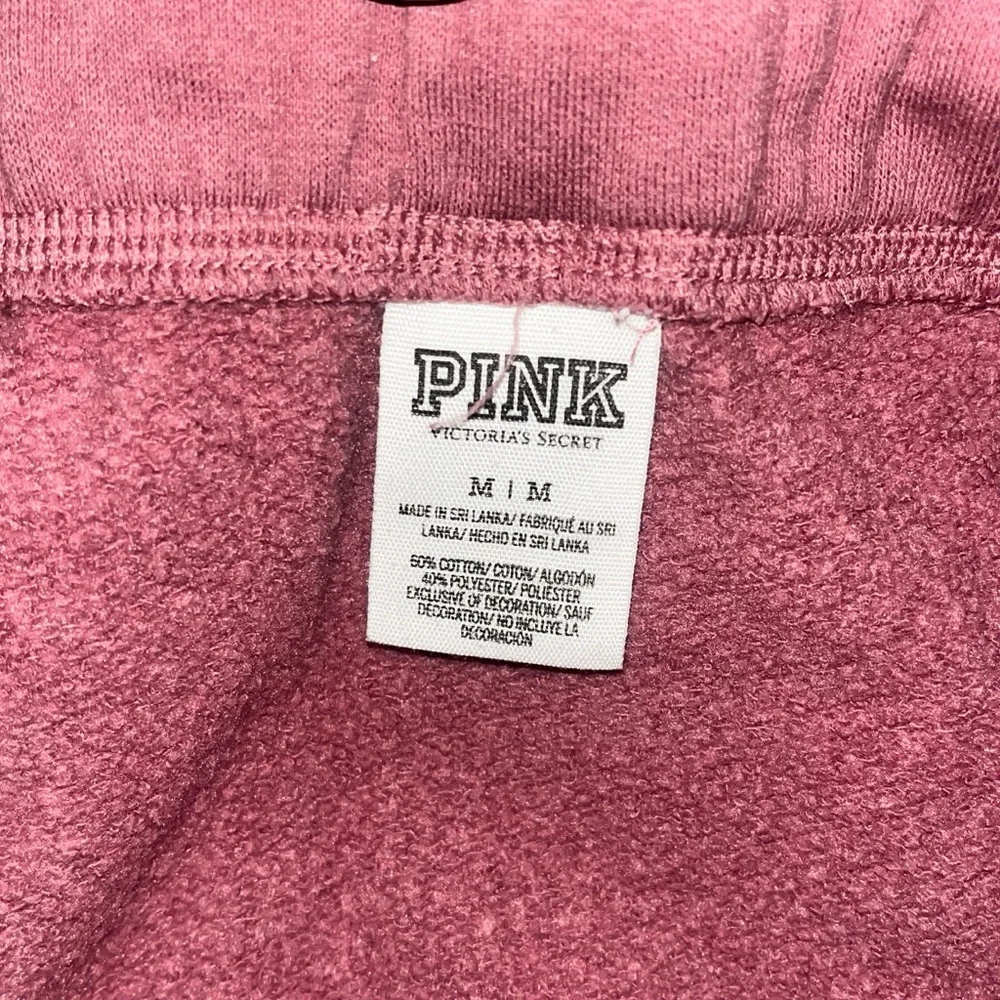 PINK
VICTORIA'S SECRET
M | M
MADE IN SRI LANKA/ FABRIQUÉ AU SRI
LANKA/ HECHO EN SRI LANKA
60% COTTON/ COTON/ ALGODÓN
40% POLYESTER/ POLIÉSTER
EXCLUSIVE OF DECORATION/ SAUF
DECORATION/ NO INCLUYE LA
DECORACIÓN